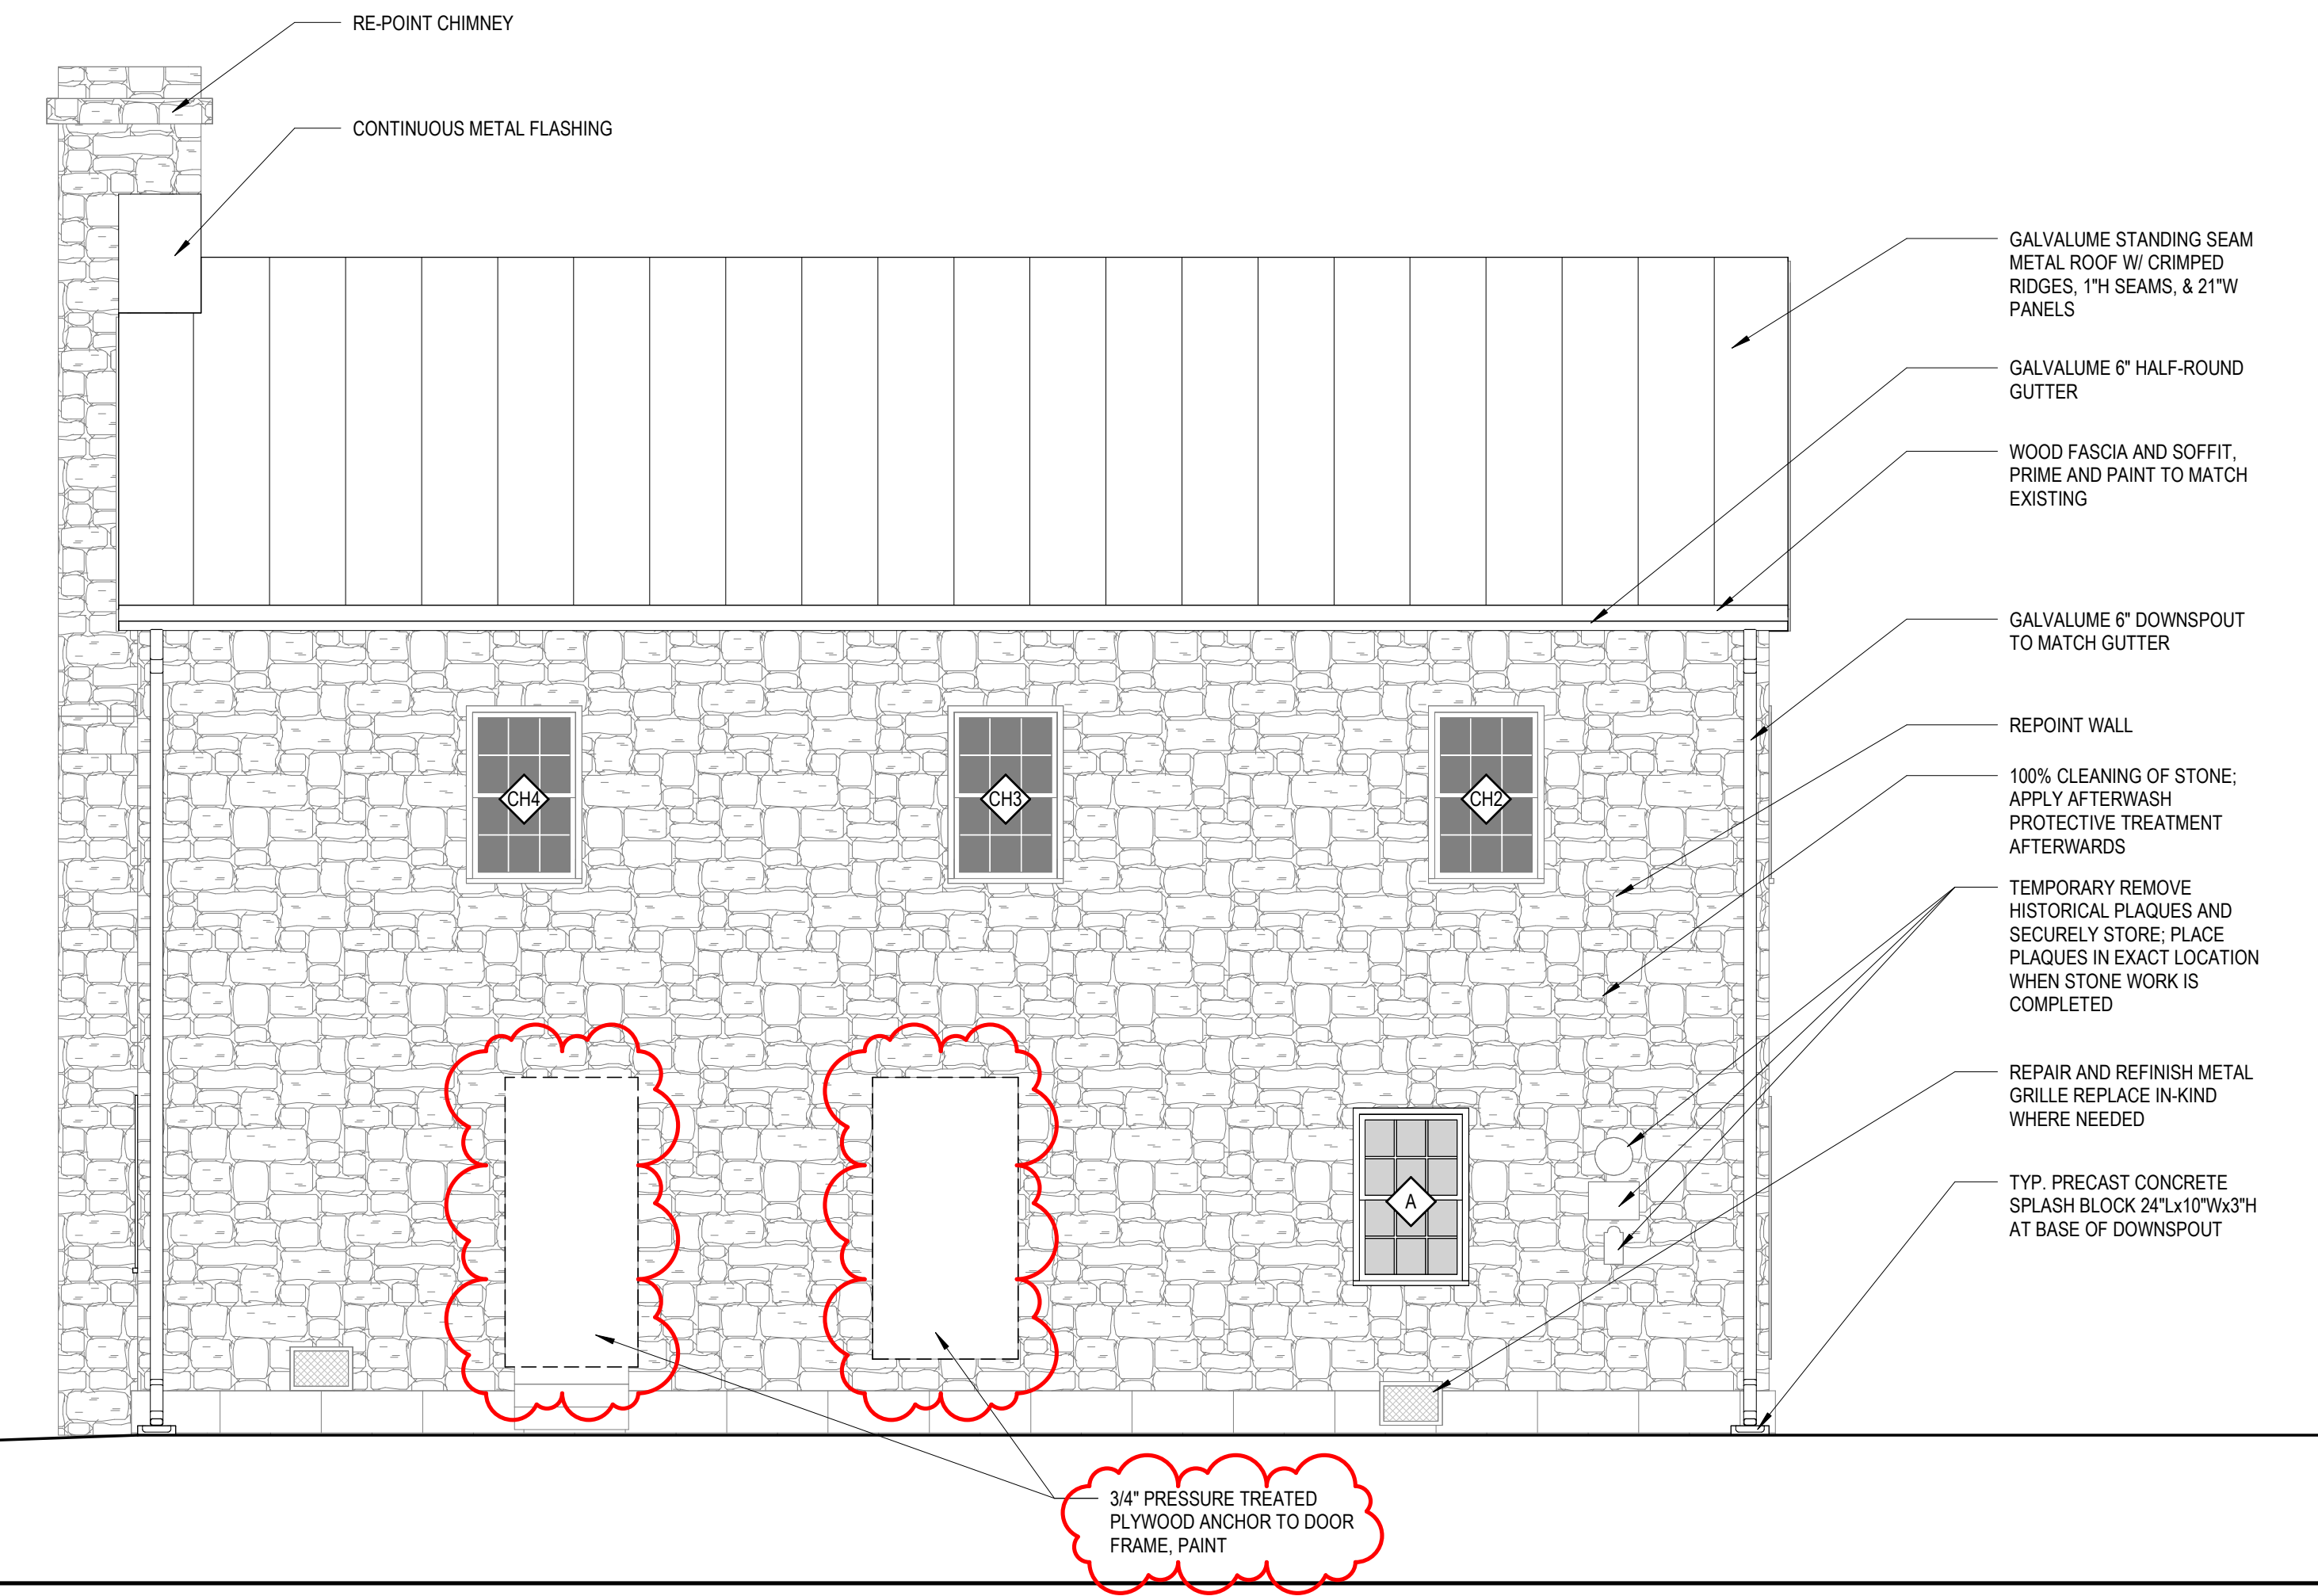 RE-POINT CHIMNEY
CONTINUOUS METAL FLASHING
GALVALUME STANDING SEAM
METAL ROOF W/ CRIMPED
RIDGES, 1"H SEAMS, & 21"W
PANELS
GALVALUME 6" HALF-ROUND
GUTTER
WOOD FASCIA AND SOFFIT,
PRIME AND PAINT TO MATCH
EXISTING
GALVALUME 6" DOWNSPOUT
TO MATCH GUTTER
REPOINT WALL
100% CLEANING OF STONE;
APPLY AFTERWASH
PROTECTIVE TREATMENT
AFTERWARDS
TEMPORARY REMOVE
HISTORICAL PLAQUES AND
SECURELY STORE; PLACE
PLAQUES IN EXACT LOCATION
WHEN STONE WORK IS
COMPLETED
REPAIR AND REFINISH METAL
GRILLE REPLACE IN-KIND
WHERE NEEDED
TYP. PRECAST CONCRETE
SPLASH BLOCK 24"Lx10"Wx3"H
AT BASE OF DOWNSPOUT
CH4
CH3
CH2
A
3/4" PRESSURE TREATED
PLYWOOD ANCHOR TO DOOR
FRAME, PAINT